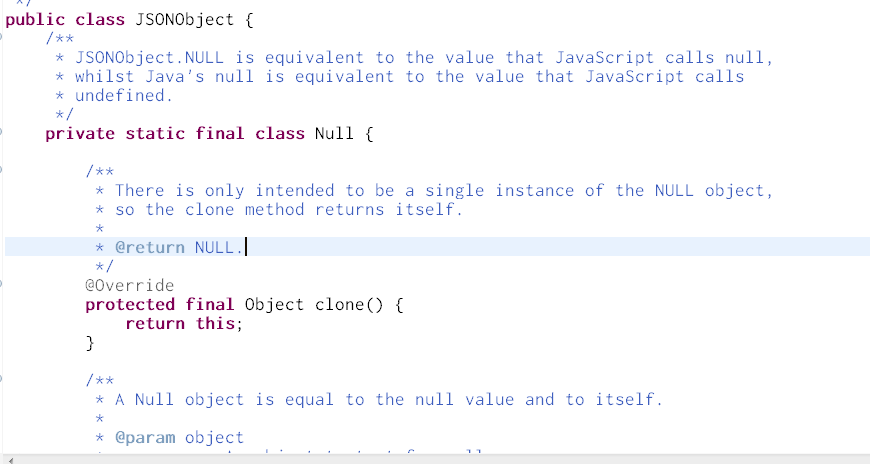 */
public class JSONObject {
/**
* JSONObject.NULL is equivalent to the value that JavaScript calls null,
* whilst Java's null is equivalent to the value that JavaScript calls
* undefined.
*/
private static final class Null {
/**
* There is only intended to be a single instance of the NULL object,
* so the clone method returns itself.
*
* @return NULL.
*/
@Override
protected final Object clone() {
return this;
}
/**
* A Null object is equal to the null value and to itself.
*
* @param object